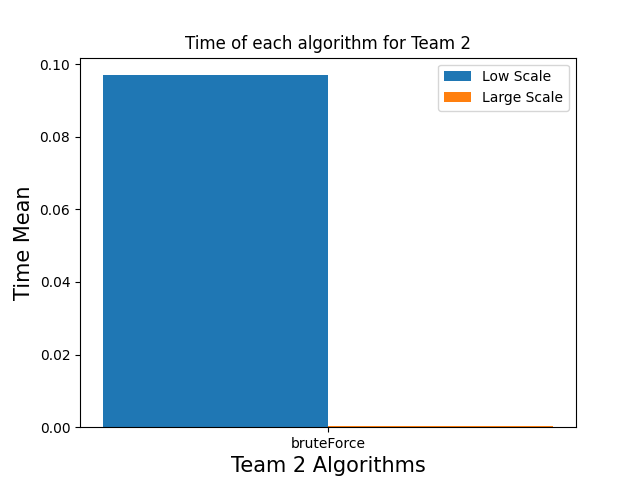 Time of each algorithm for Team 2
Low Scale
Large Scale
0.10
0.08
0.06
0.04
0.02
0.00
Time Mean
bruteForce
Team 2 Algorithms